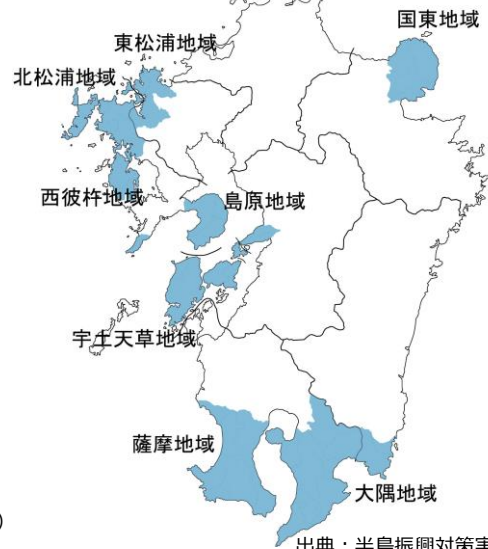 国東地域
東松浦地域
北松浦地域
西彼杵地域
島原地域
宇土天草地域
薩摩地域
大隅地域
)
出典：半島振興対策実